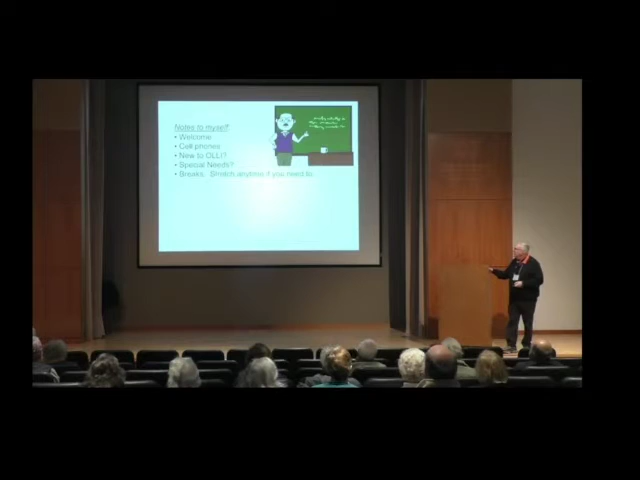 Notes to myself:
• Welcome
• Cell phones
• New to OLLI?
• Special Needs?
• Breaks. Stretch anytime if you need to.